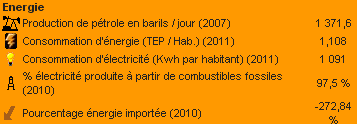 Energie
Production de pétrole en barils / jour (2007) 1 371,6
Consommation d'énergie (TEP / Hab.) (2011) 1,108
Consommation d'électricité (Kwh par habitant) (2011) 1 091
% électricité produite à partir de combustibles fossiles
(2010) 97,5 %
Pourcentage énergie importée (2010) -272,84
%